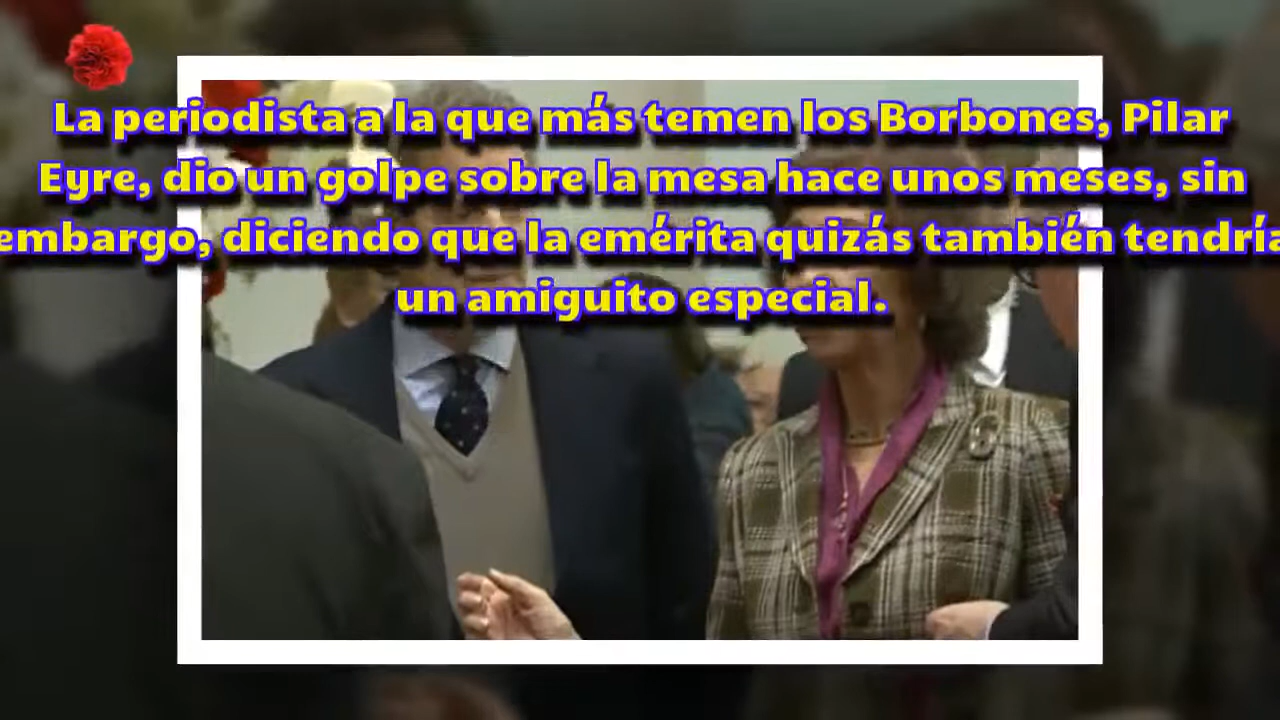 La periodista a la que más temen los Borbones, Pilar
Eyre, dio un golpe sobre la mesa hace unos meses, sin
embargo, diciendo que la emérita quizás también tendría
un amiguito especial.